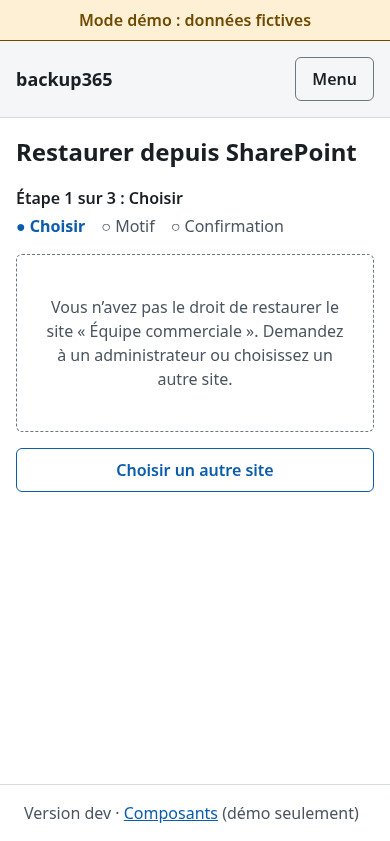 Mode démo : données fictives
backup365
Menu
Restaurer depuis SharePoint
Étape 1 sur 3 : Choisir
● Choisir ○ Motif ○ Confirmation
Vous n’avez pas le droit de restaurer le
site « Équipe commerciale ». Demandez
à un administrateur ou choisissez un
autre site.
Choisir un autre site
Version dev · Composants (démo seulement)